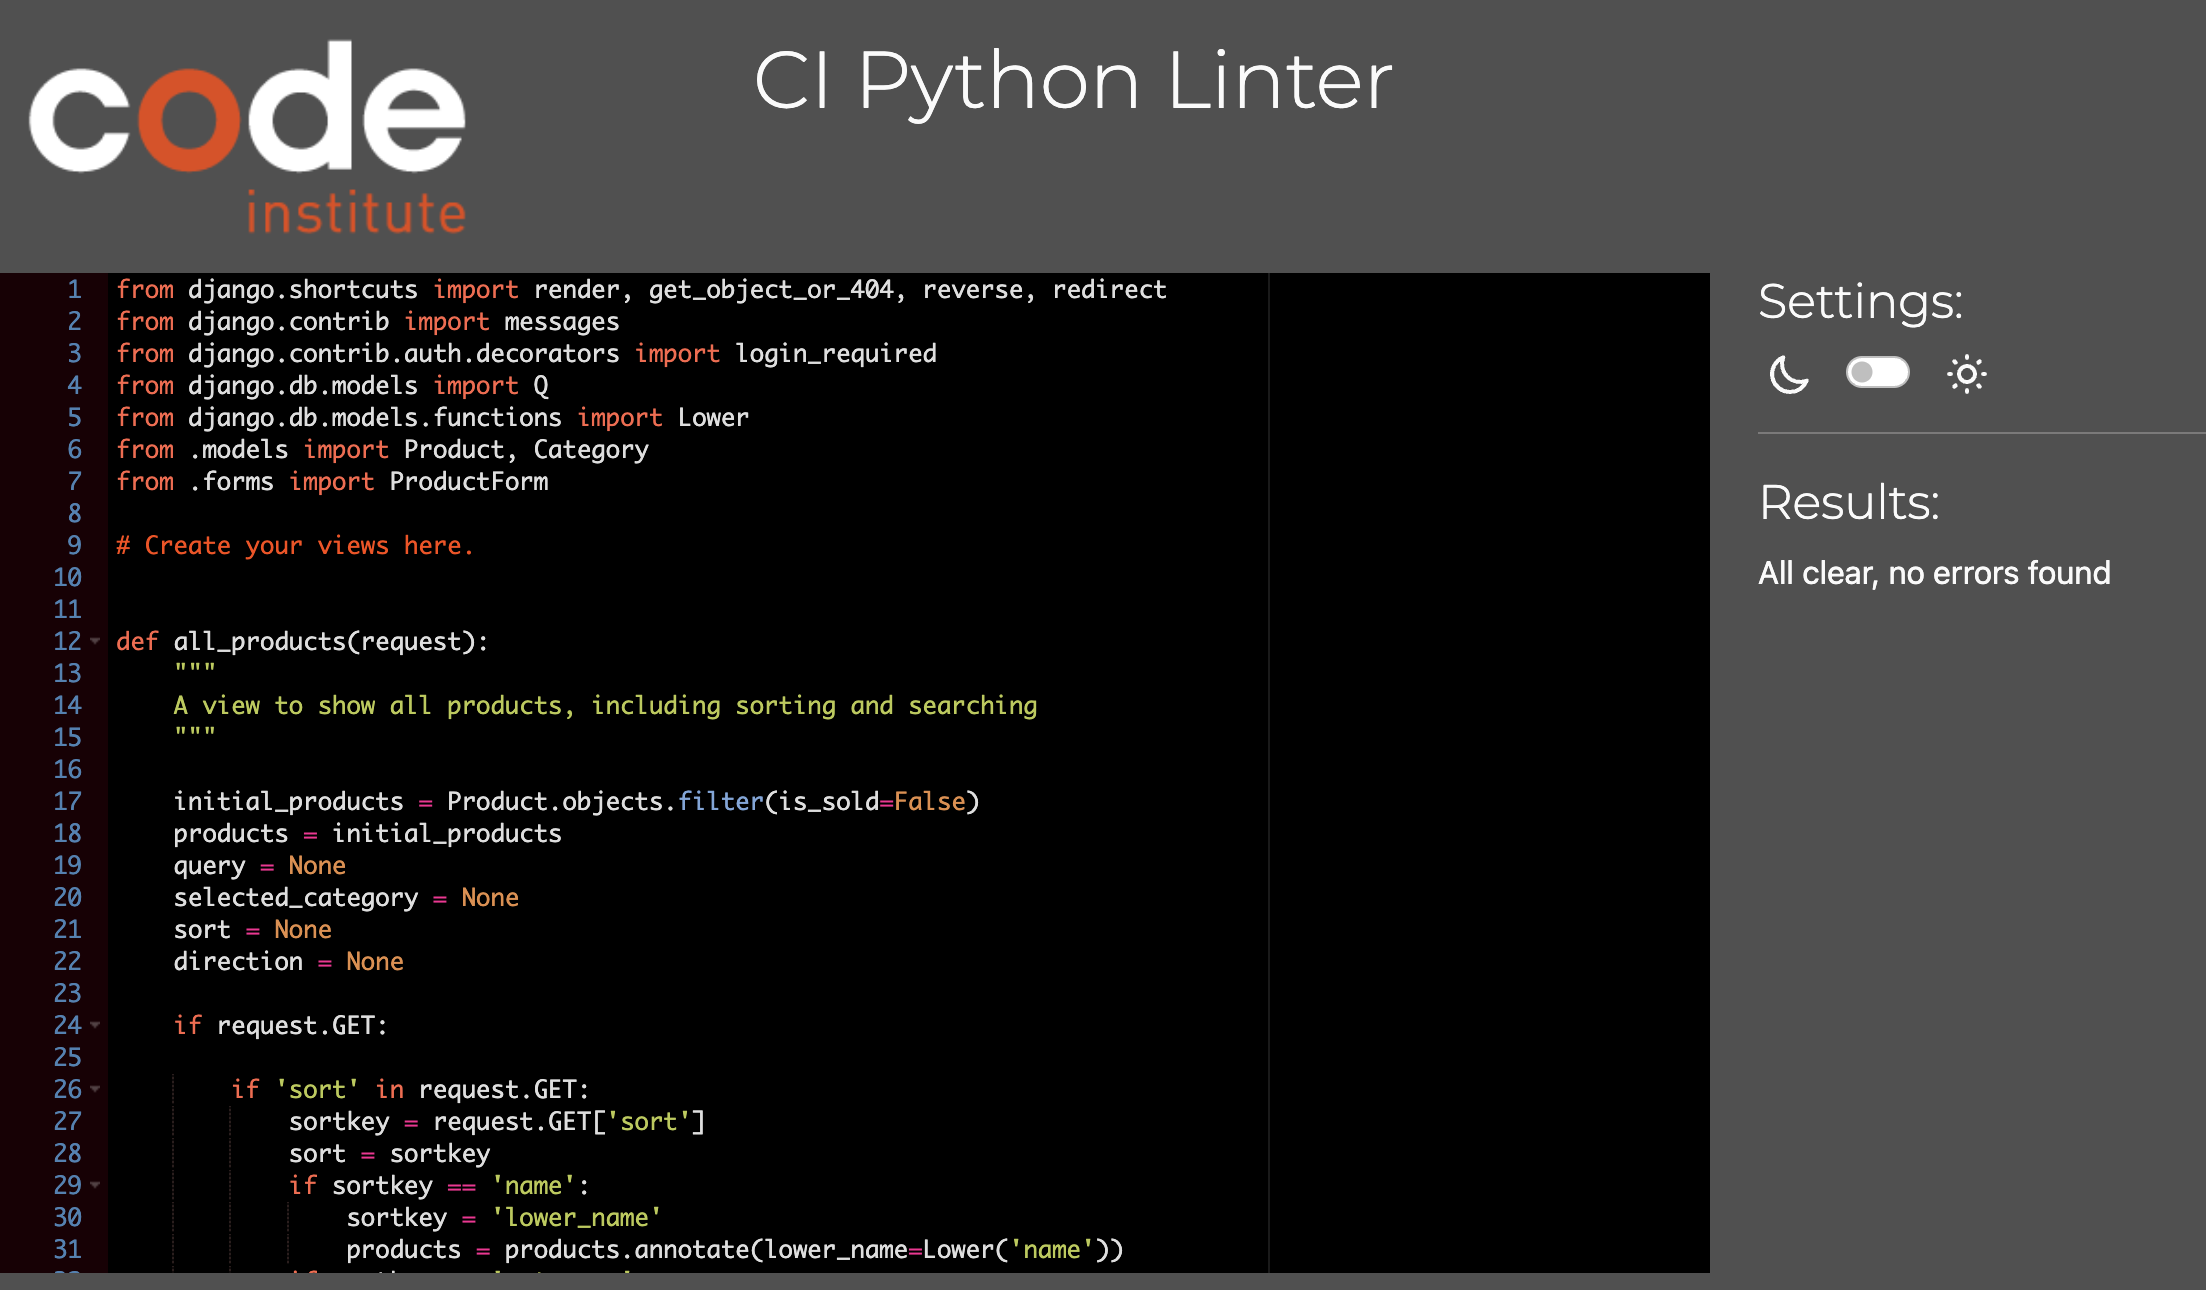 code
institute
CI Python Linter
1 from django.shortcuts import render, get_object_or_404, reverse, redirect
2 from django.contrib import messages
3 from django.contrib.auth.decorators import login_required
4 from django.db.models import Q
5 from django.db.models.functions import Lower
6 from .models import Product, Category
7 from .forms import ProductForm
8
9 # Create your views here.
10
11
12 def all_products(request):
13     """
14     A view to show all products, including sorting and searching
15     """
16
17     initial_products = Product.objects.filter(is_sold=False)
18     products = initial_products
19     query = None
20     selected_category = None
21     sort = None
22     direction = None
23
24     if request.GET:
25
26         if 'sort' in request.GET:
27             sortkey = request.GET['sort']
28             sort = sortkey
29             if sortkey == 'name':
30                 sortkey = 'lower_name'
31                 products = products.annotate(lower_name=Lower('name'))
Settings:
Results:
All clear, no errors found